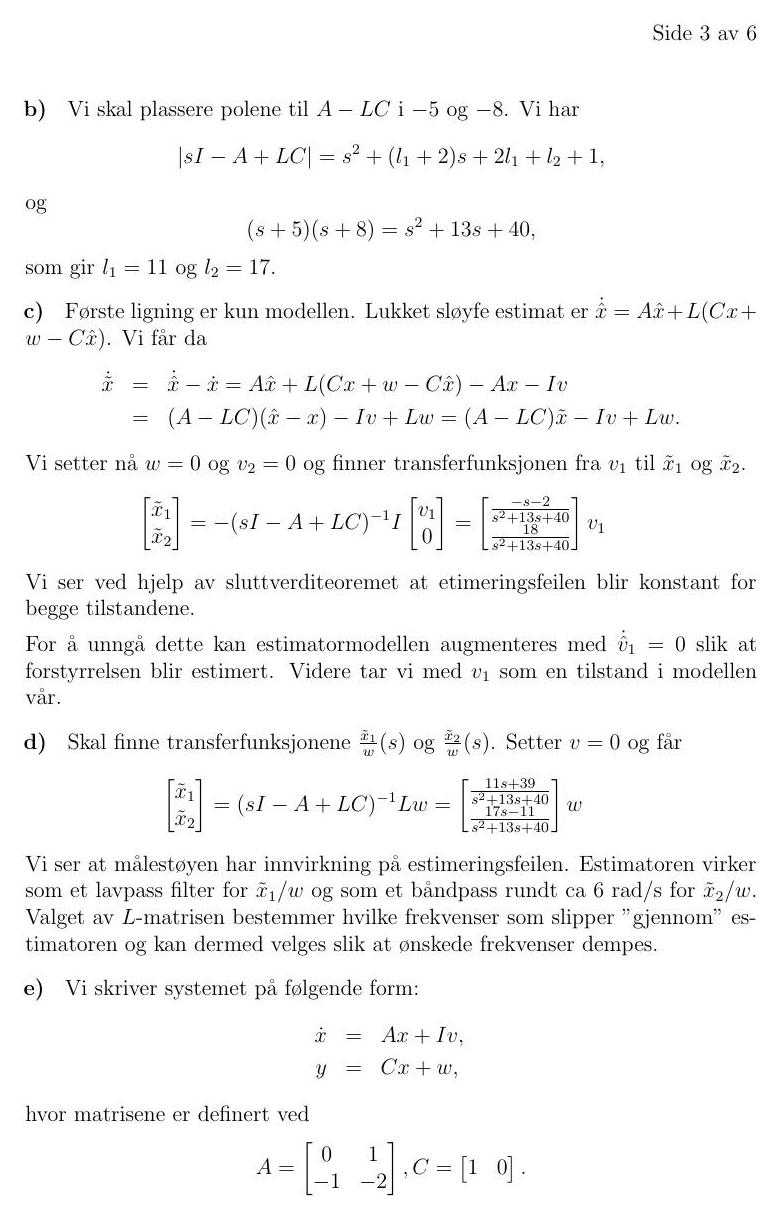 Side 3 av 6
b) Vi skal plassere polene til A − LC i −5 og −8. Vi har
|sI − A + LC| = s² + (l₁ + 2)s + 2l₁ + l₂ + 1,
og
(s + 5)(s + 8) = s² + 13s + 40,
som gir l₁ = 11 og l₂ = 17.
c) Første ligning er kun modellen. Lukket sløyfe estimat er x̂̇ = Ax̂ + L(Cx+
w − Cx̂). Vi får da
x̃̇ = x̂̇ − ẋ = Ax̂ + L(Cx + w − Cx̂) − Ax − Iv
= (A − LC)(x̂ − x) − Iv + Lw = (A − LC)x̃ − Iv + Lw.
Vi setter nå w = 0 og v₂ = 0 og finner transferfunksjonen fra v₁ til x̃₁ og x̃₂.
[x̃₁; x̃₂] = −(sI − A + LC)⁻¹I [v₁; 0] = [(−s−2)/(s²+13s+40); 18/(s²+13s+40)] v₁
Vi ser ved hjelp av sluttverditeoremet at etimeringsfeilen blir konstant for
begge tilstandene.
For å unngå dette kan estimatormodellen augmenteres med v̂̇₁ = 0 slik at
forstyrrelsen blir estimert. Videre tar vi med v₁ som en tilstand i modellen
vår.
d) Skal finne transferfunksjonene x̃₁/w(s) og x̃₂/w(s). Setter v = 0 og får
[x̃₁; x̃₂] = (sI − A + LC)⁻¹Lw = [(11s+39)/(s²+13s+40); (17s−11)/(s²+13s+40)] w
Vi ser at målestøyen har innvirkning på estimeringsfeilen. Estimatoren virker
som et lavpass filter for x̃₁/w og som et båndpass rundt ca 6 rad/s for x̃₂/w.
Valget av L-matrisen bestemmer hvilke frekvenser som slipper ”gjennom” es-
timatoren og kan dermed velges slik at ønskede frekvenser dempes.
e) Vi skriver systemet på følgende form:
ẋ = Ax + Iv,
y = Cx + w,
hvor matrisene er definert ved
A = [0 1; −1 −2], C = [1 0].